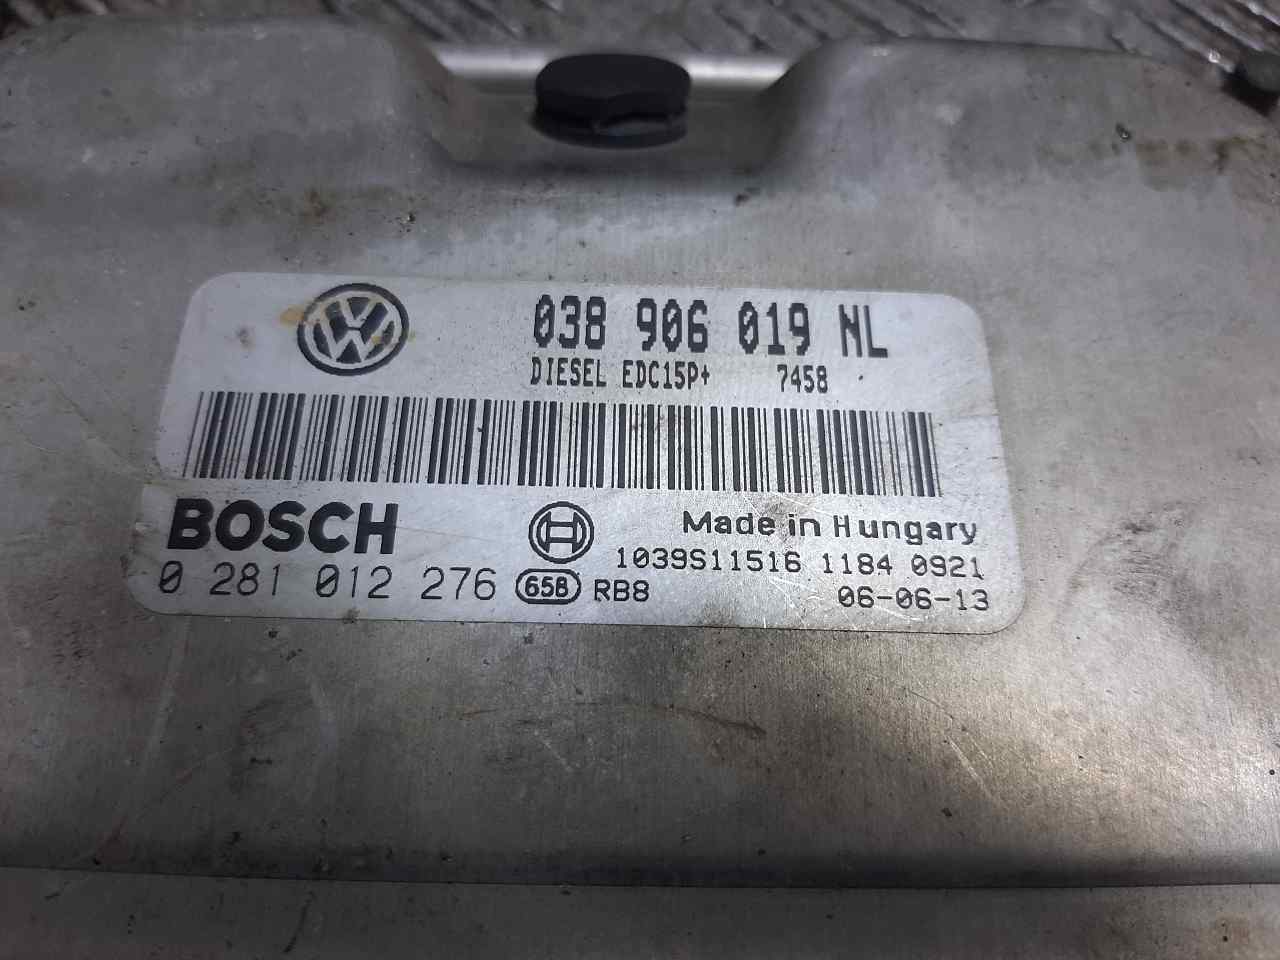 038 906 019 NL
DIESEL EDC15P+ 7458
BOSCH
Made in Hungary
1039S11516 1184 0921
0 281 012 276 658 RB8
06-06-13